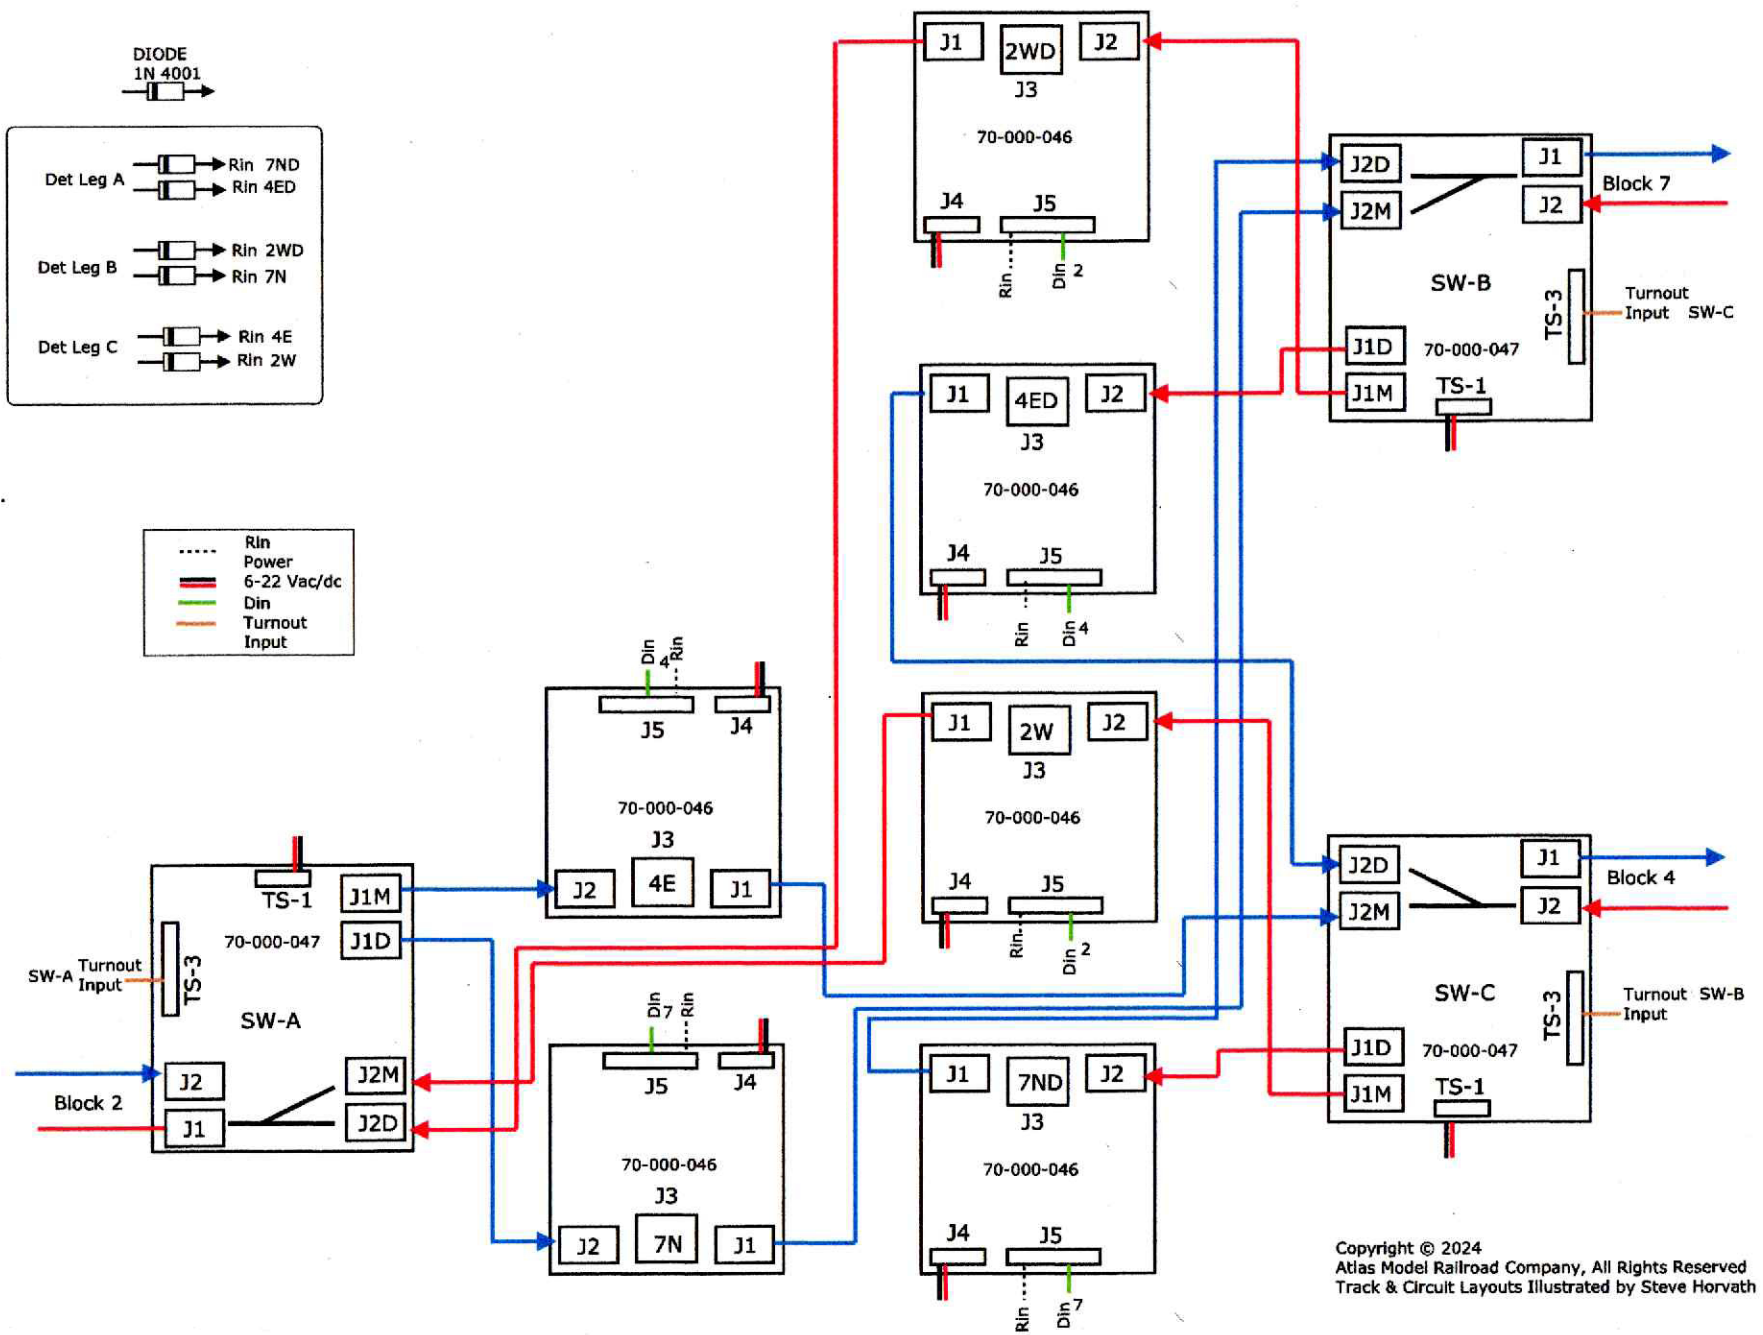 DIODE
1N 4001
Det Leg A
Rin 7ND
Rin 4ED
Det Leg B
Rin 2WD
Rin 7N
Det Leg C
Rin 4E
Rin 2W
Rin
Power
6-22 Vac/dc
Din
Turnout
Input
J1
2WD
J2
J3
70-000-046
J4
J5
Rin
Din 2
J2D
J1
J2M
J2
Block 7
SW-B
TS-3
Turnout
Input SW-C
J1D
70-000-047
J1M
TS-1
J1
4ED
J2
J3
70-000-046
J4
J5
Rin
Din 4
Din 4
Rin
J5
J4
70-000-046
J3
J2
4E
J1
J1
2W
J2
J3
70-000-046
J4
J5
Rin
Din 2
TS-1
J1M
70-000-047
J1D
SW-A Turnout
Input
TS-3
SW-A
J2
J2M
Block 2
J1
J2D
Din 7
Rin
J5
J4
70-000-046
J3
J2
7N
J1
J1
7ND
J2
J3
70-000-046
J4
J5
Rin
Din 7
J2D
J1
J2M
J2
Block 4
SW-C
TS-3
Turnout SW-B
Input
J1D
70-000-047
J1M
TS-1
Copyright © 2024
Atlas Model Railroad Company, All Rights Reserved
Track & Circuit Layouts Illustrated by Steve Horvath